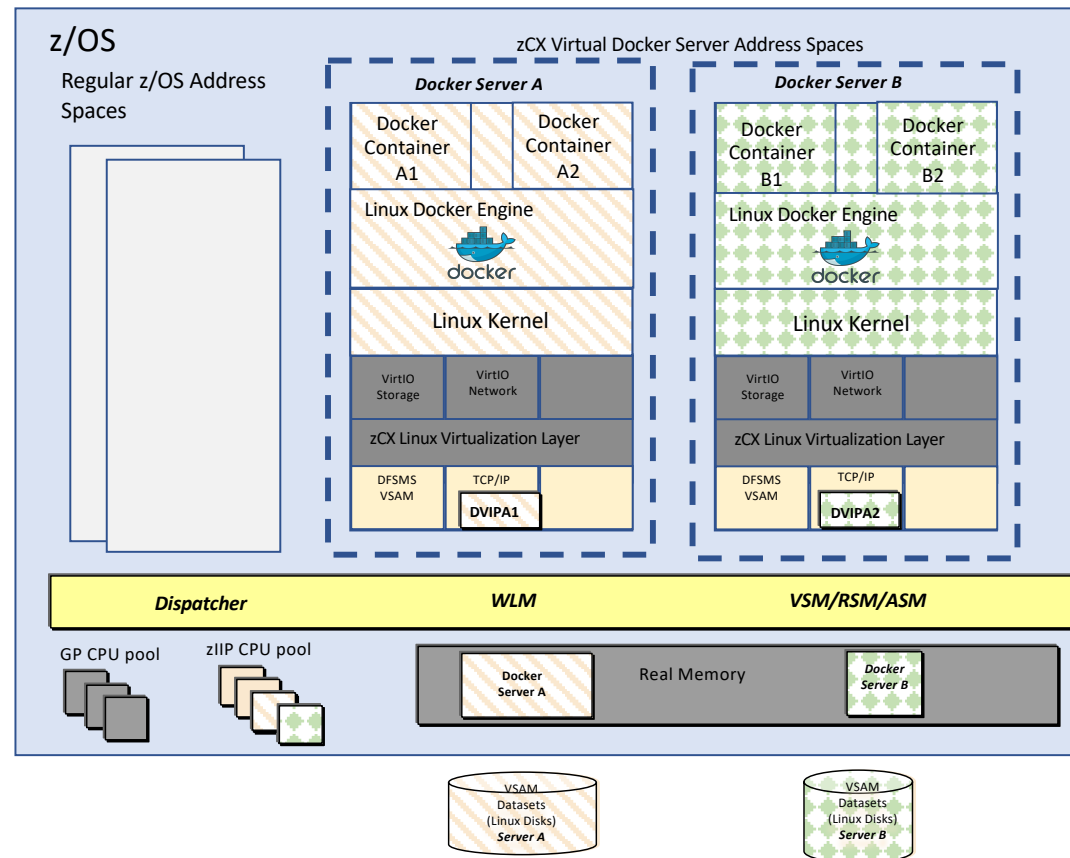 z/OS
zCX Virtual Docker Server Address Spaces
Regular z/OS Address
Spaces
Docker Server A
Docker
Container
A1
Docker
Container
A2
Linux Docker Engine
docker
Linux Kernel
VirtIO
Storage
VirtIO
Network
zCX Linux Virtualization Layer
DFSMS
VSAM
TCP/IP
DVIPA1
Docker Server B
Docker
Container
B1
Docker
Container
B2
Linux Docker Engine
docker
Linux Kernel
VirtIO
Storage
VirtIO
Network
zCX Linux Virtualization Layer
DFSMS
VSAM
TCP/IP
DVIPA2
Dispatcher
WLM
VSM/RSM/ASM
GP CPU pool
zIIP CPU pool
Docker
Server A
Real Memory
Docker
Server B
VSAM
Datasets
(Linux Disks)
Server A
VSAM
Datasets
(Linux Disks)
Server B